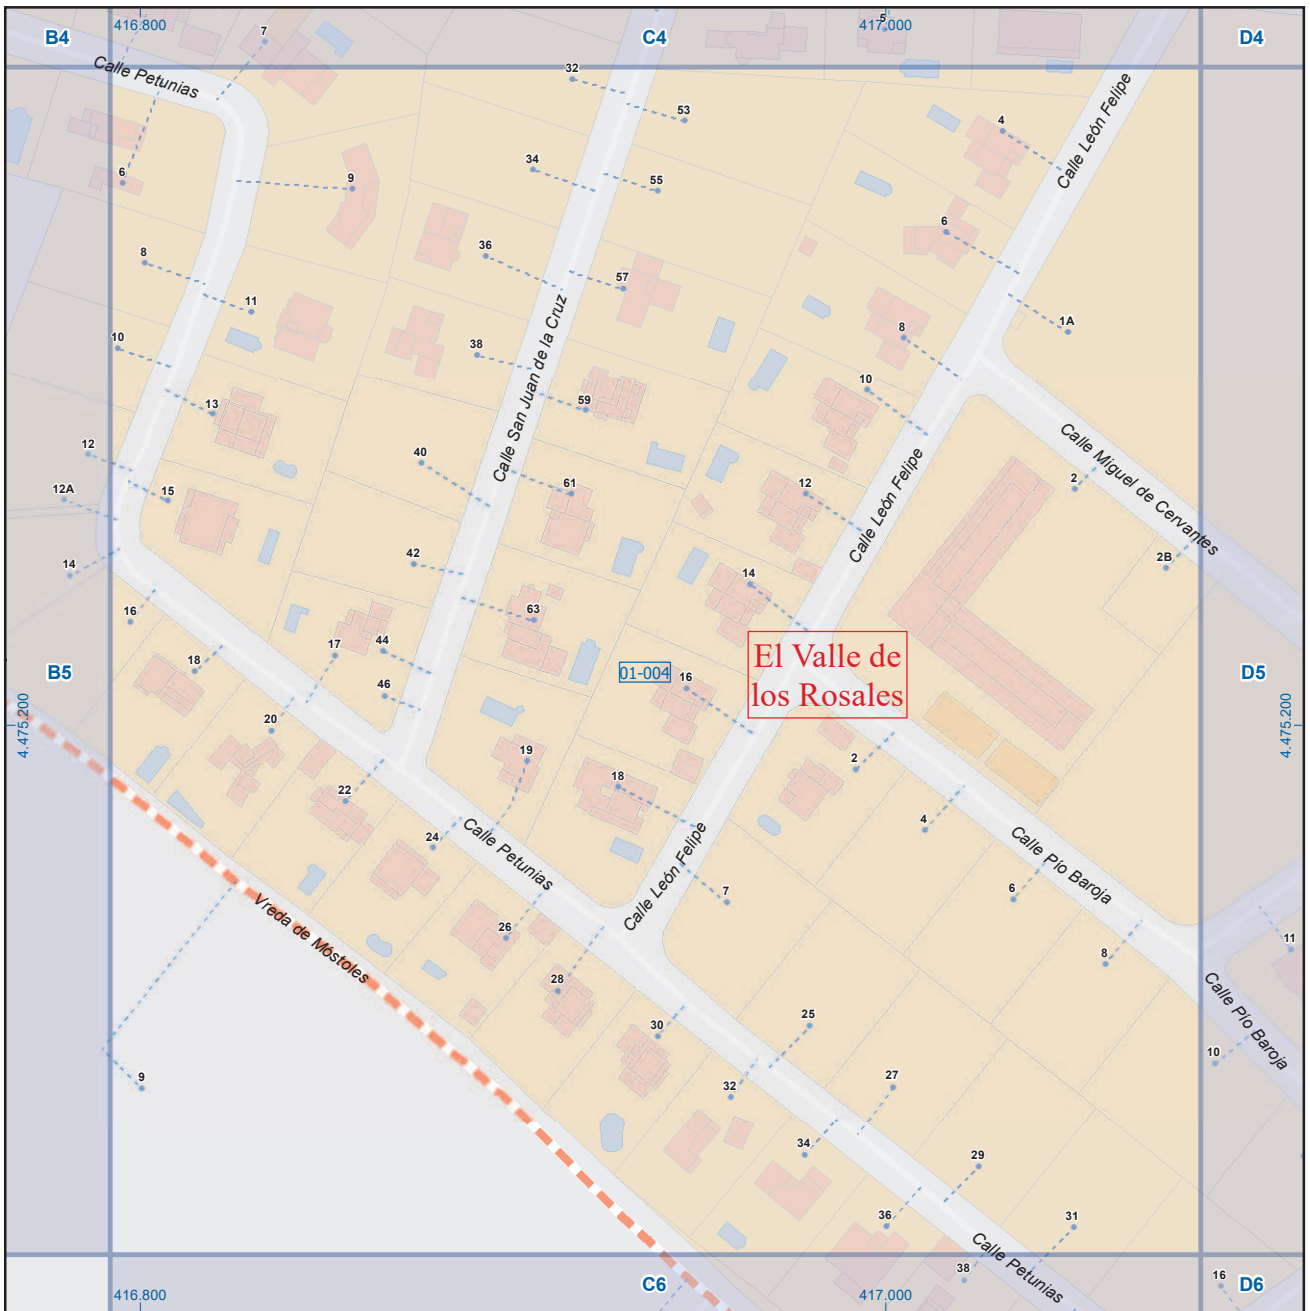 416.800
417.000
B4
C4
D4
7
5
Calle Petunias
32
53
4
Calle León Felipe
6
9
34
55
6
8
36
57
11
1A
10
38
8
Calle San Juan de la Cruz
10
13
59
12
40
Calle Miguel de Cervantes
12A
15
61
12
2
Calle León Felipe
14
42
2B
14
16
63
17
44
El Valle de
los Rosales
B5
18
01-004
16
D5
46
4.475.200
4.475.200
20
19
2
22
18
24
4
Calle Petunias
Calle León Felipe
Calle Pío Baroja
7
6
Vreda de Móstoles
26
8
11
28
Calle Pío Baroja
30
25
10
9
32
27
34
29
36
31
Calle Petunias
38
16
C6
D6
416.800
417.000